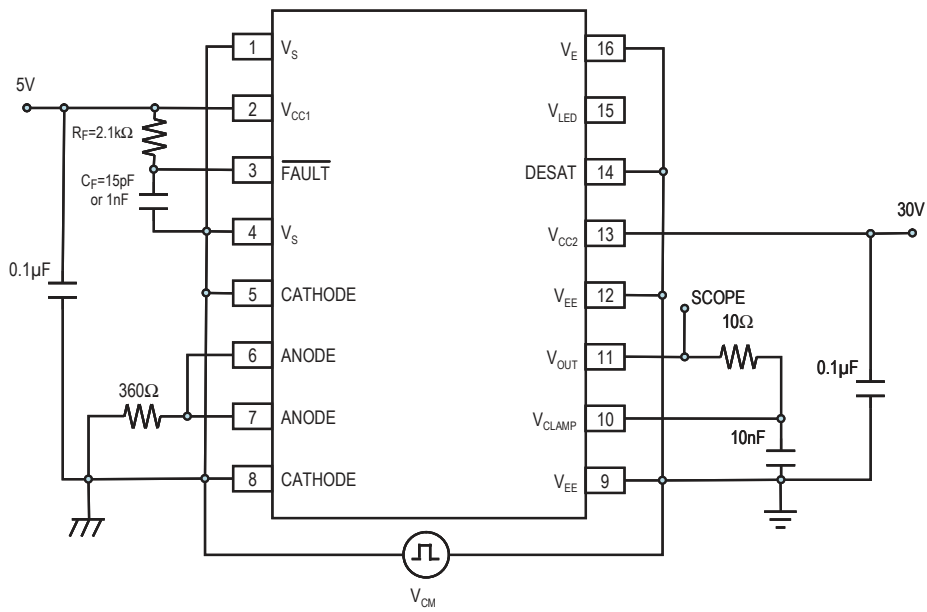 1 V_S
V_E 16
5V
2 V_CC1
V_LED 15
R_F=2.1kΩ
3 FAULT
DESAT 14
C_F=15pF
or 1nF
30V
4 V_S
V_CC2 13
0.1µF
5 CATHODE
V_EE 12
SCOPE
10Ω
6 ANODE
V_OUT 11
0.1µF
360Ω
7 ANODE
V_CLAMP 10
10nF
8 CATHODE
V_EE 9
V_CM